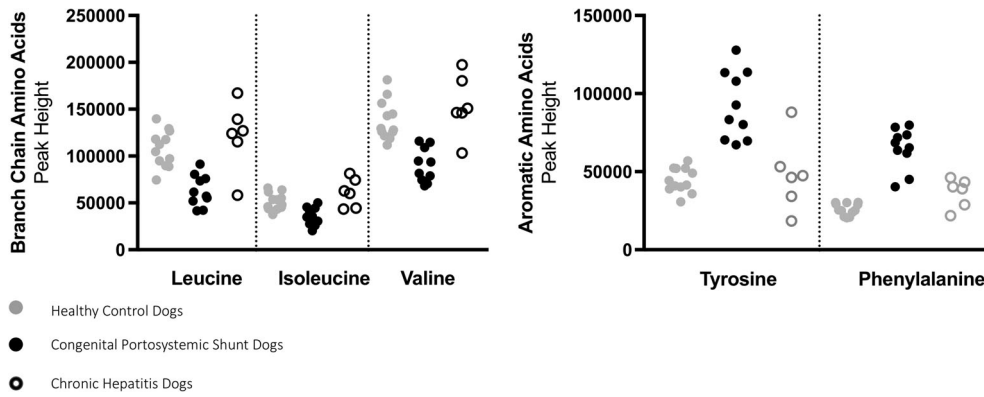 Branch Chain Amino Acids
Peak Height
250000
200000
150000
100000
50000
0
Leucine
Isoleucine
Valine
Aromatic Amino Acids
Peak Height
150000
100000
50000
0
Tyrosine
Phenylalanine
Healthy Control Dogs
Congenital Portosystemic Shunt Dogs
Chronic Hepatitis Dogs